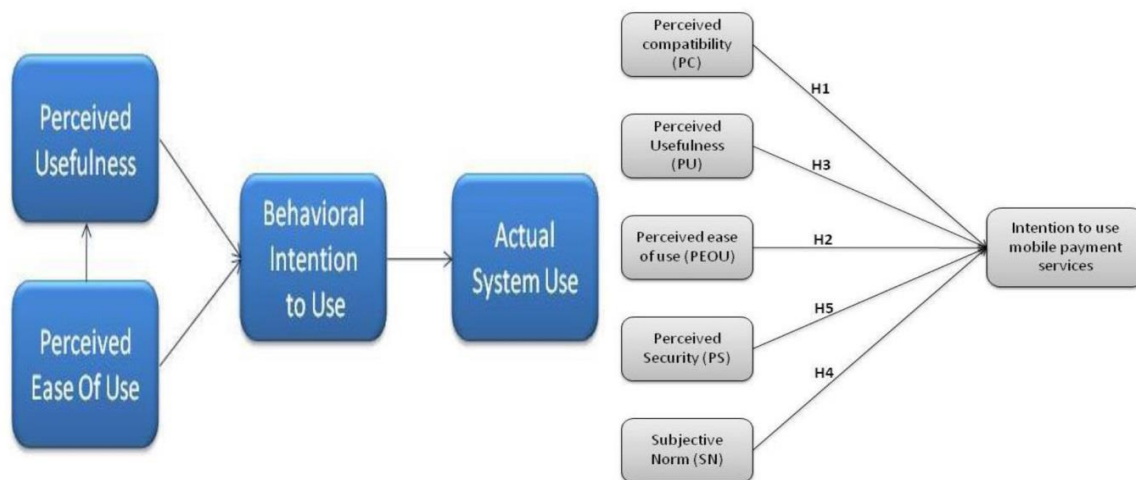 Perceived
Usefulness
Perceived
Ease Of Use
Behavioral
Intention
to Use
Actual
System Use
Perceived
compatibility
(PC)
Perceived
Usefulness
(PU)
Perceived ease
of use (PEOU)
Perceived
Security (PS)
Subjective
Norm (SN)
H1
H3
H2
H5
H4
Intention to use
mobile payment
services